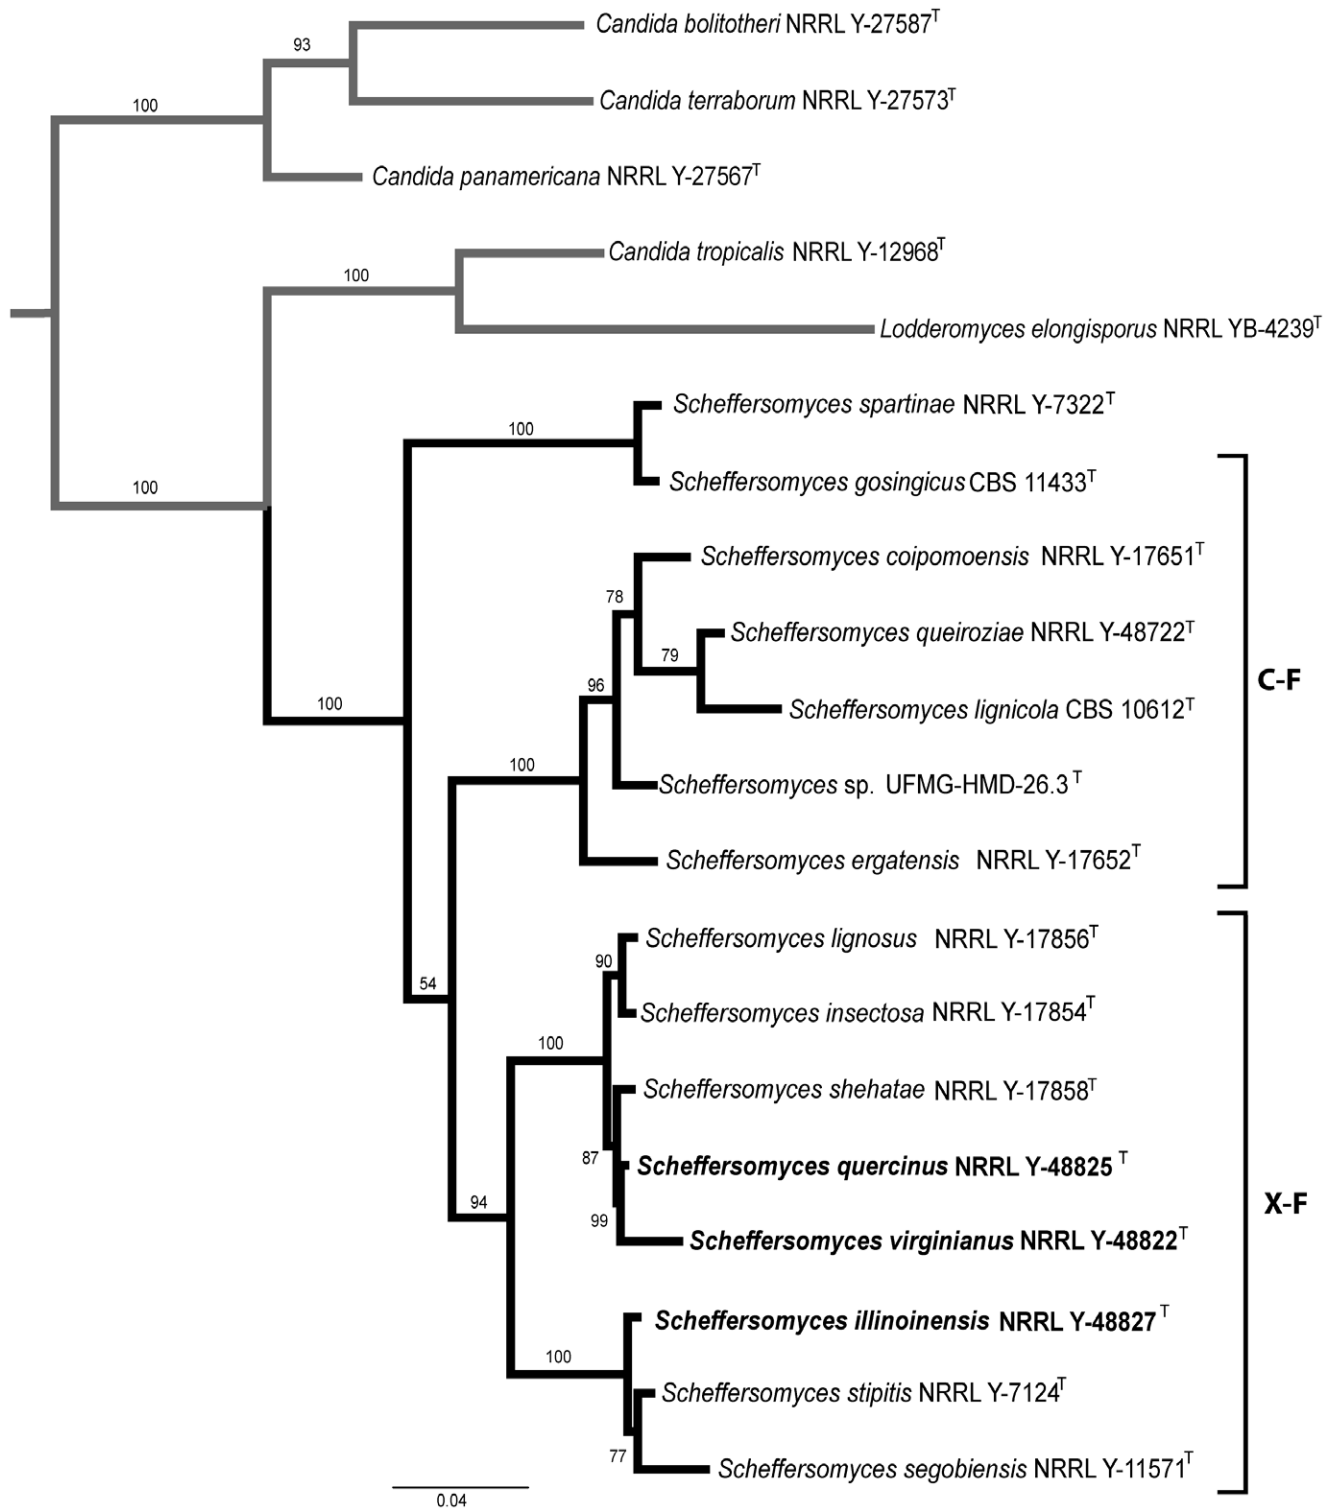 Candida bolitotheri NRRL Y-27587T
93
Candida terraborum NRRL Y-27573T
100
Candida panamericana NRRL Y-27567T
Candida tropicalis NRRL Y-12968T
100
Lodderomyces elongisporus NRRL YB-4239T
Scheffersomyces spartinae NRRL Y-7322T
100
Scheffersomyces gosingicus CBS 11433T
100
Scheffersomyces coipomoensis NRRL Y-17651T
78
Scheffersomyces queiroziae NRRL Y-48722T
79
96
C-F
100
Scheffersomyces lignicola CBS 10612T
100
Scheffersomyces sp. UFMG-HMD-26.3T
Scheffersomyces ergatensis NRRL Y-17652T
Scheffersomyces lignosus NRRL Y-17856T
90
54
Scheffersomyces insectosa NRRL Y-17854T
100
Scheffersomyces shehatae NRRL Y-17858T
87
Scheffersomyces quercinus NRRL Y-48825 T
94
X-F
99
Scheffersomyces virginianus NRRL Y-48822T
Scheffersomyces illinoinensis NRRL Y-48827 T
100
Scheffersomyces stipitis NRRL Y-7124T
77
Scheffersomyces segobiensis NRRL Y-11571T
0.04